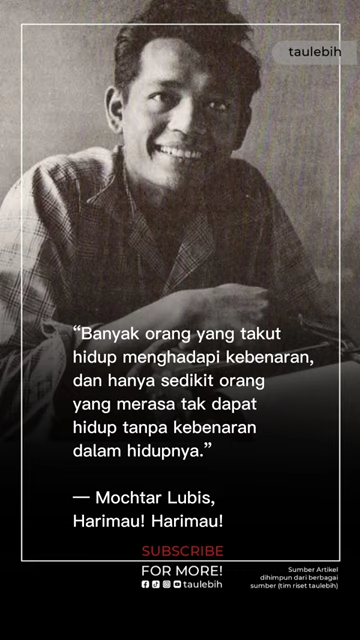 taulebih
“Banyak orang yang takut
hidup menghadapi kebenaran,
dan hanya sedikit orang
yang merasa tak dapat
hidup tanpa kebenaran
dalam hidupnya.”
— Mochtar Lubis,
Harimau! Harimau!
SUBSCRIBE
FOR MORE!
taulebih
Sumber Artikel
dihimpun dari berbagai
sumber (tim riset taulebih)